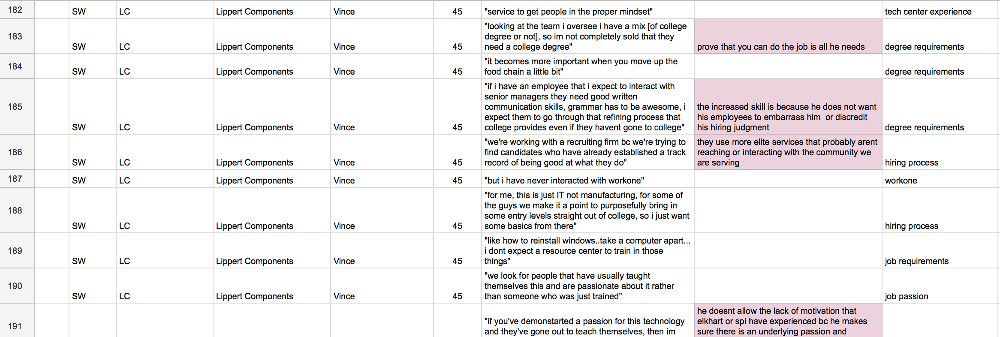 182 SW LC Lippert Components Vince 45 "service to get people in the proper mindset" tech center experience
183 SW LC Lippert Components Vince 45 "looking at the team i oversee i have a mix [of college
degree or not], so im not completely sold that they
need a college degree" prove that you can do the job is all he needs degree requirements
184 SW LC Lippert Components Vince 45 "it becomes more important when you move up the
food chain a little bit" degree requirements
185 SW LC Lippert Components Vince 45 "if i have an employee that i expect to interact with
senior managers they need good written
communication skills, grammar has to be awesome, i
expect them to go through that refining process that
college provides even if they havent gone to college"
the increased skill is because he does not want
his employees to embarrass him  or discredit
his hiring judgment
degree requirements
186 SW LC Lippert Components Vince 45 "we're working with a recruiting firm bc we're trying to
find candidates who have already established a track
record of being good at what they do"
they use more elite services that probably arent
reaching or interacting with the community we
are serving
hiring process
187 SW LC Lippert Components Vince 45 "but i have never interacted with workone" workone
188 SW LC Lippert Components Vince 45 "for me, this is just IT not manufacturing, for some of
the guys we make it a point to purposefully bring in
some entry levels straight out of college, so i just want
some basics from there" hiring process
189 SW LC Lippert Components Vince 45 "like how to reinstall windows..take a computer apart...
i dont expect a resource center to train in those
things" job requirements
190 SW LC Lippert Components Vince 45 "we look for people that have usually taught
themselves this and are passionate about it rather
than someone who was just trained" job passion
191 "if you've demonstarted a passion for this technology
and they've gone out to teach themselves, then im
he doesnt allow the lack of motivation that
elkhart or spi have experienced bc he makes
sure there is an underlying passion and